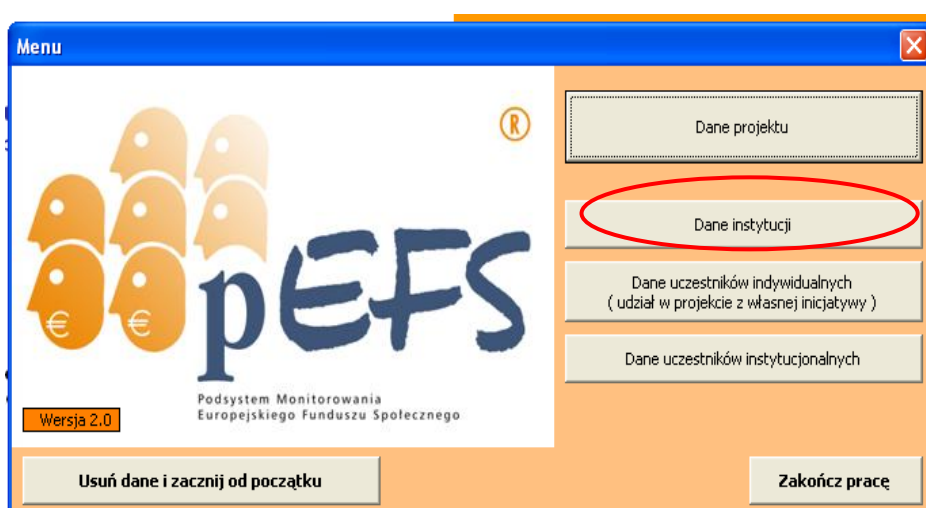 Menu
®
Dane projektu
Dane instytucji
Dane uczestników indywidualnych
( udział w projekcie z własnej inicjatywy )
Dane uczestników instytucjonalnych
€ €
pEFS
Podsystem Monitorowania
Europejskiego Funduszu Społecznego
Wersja 2.0
Usuń dane i zacznij od początku
Zakończ pracę